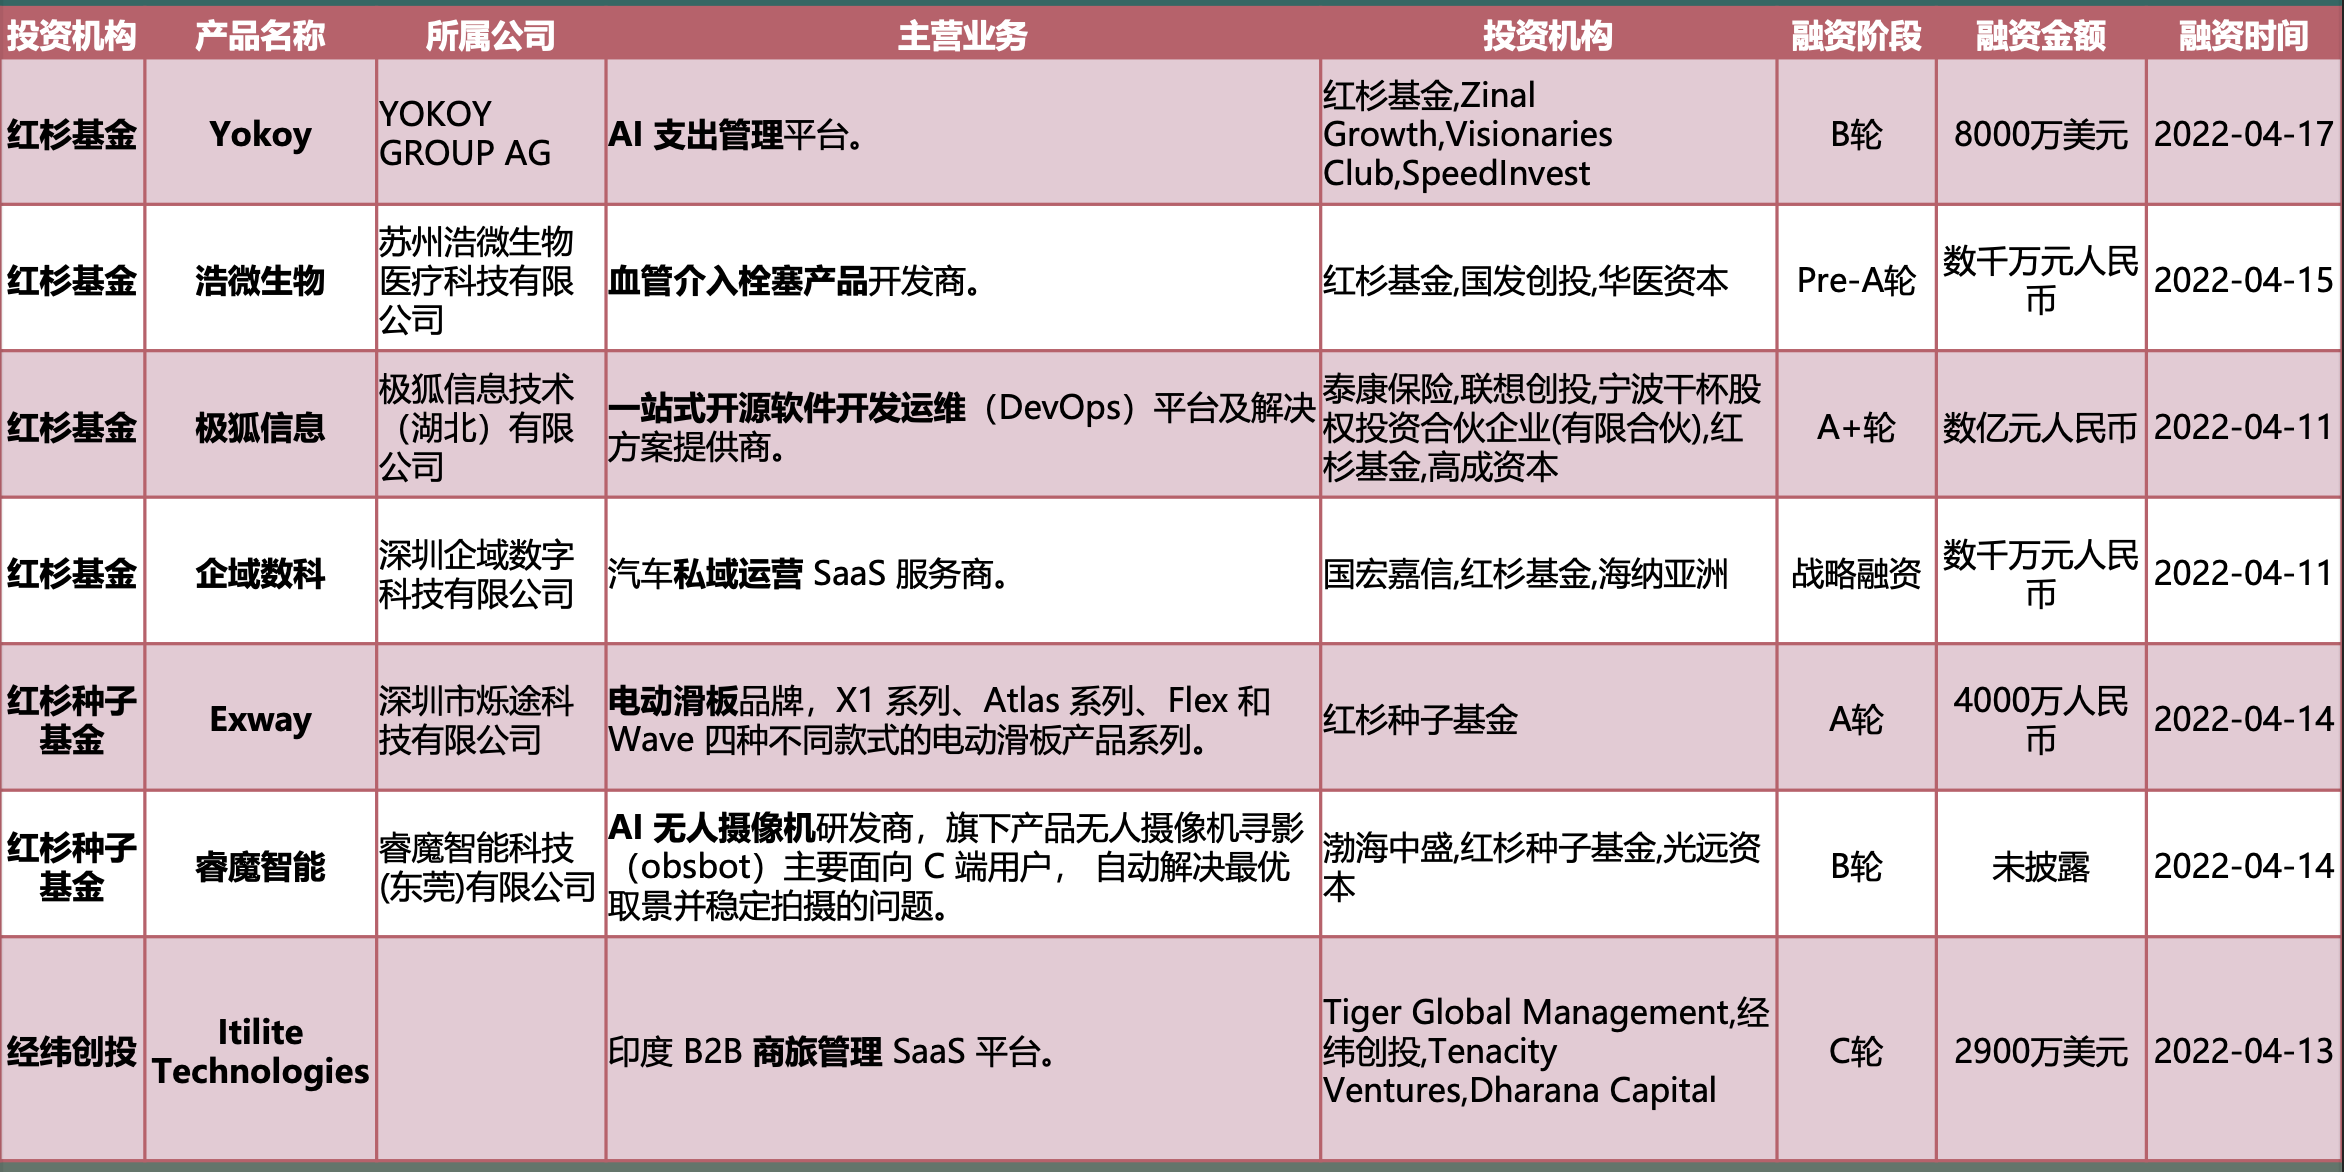 投资机构 产品名称 所属公司 主营业务 投资机构 融资阶段 融资金额 融资时间
红杉基金
Yokoy
YOKOY
GROUP AG
AI 支出管理平台。
红杉基金,Zinal
Growth,Visionaries
Club,SpeedInvest
B轮
8000万美元
2022-04-17
红杉基金
浩微生物
苏州浩微生物
医疗科技有限
公司
血管介入栓塞产品开发商。
红杉基金,国发创投,华医资本
Pre-A轮
数千万元人民
币
2022-04-15
红杉基金
极狐信息
极狐信息技术
（湖北）有限
公司
一站式开源软件开发运维（DevOps）平台及解决
方案提供商。
泰康保险,联想创投,宁波干杯股
权投资合伙企业(有限合伙),红
杉基金,高成资本
A+轮
数亿元人民币
2022-04-11
红杉基金
企域数科
深圳企域数字
科技有限公司
汽车私域运营 SaaS 服务商。
国宏嘉信,红杉基金,海纳亚洲
战略融资
数千万元人民
币
2022-04-11
红杉种子
基金
Exway
深圳市烁途科
技有限公司
电动滑板品牌，X1 系列、Atlas 系列、Flex 和
Wave 四种不同款式的电动滑板产品系列。
红杉种子基金
A轮
4000万人民
币
2022-04-14
红杉种子
基金
睿魔智能
睿魔智能科技
(东莞)有限公司
AI 无人摄像机研发商，旗下产品无人摄像机寻影
（obsbot）主要面向 C 端用户， 自动解决最优
取景并稳定拍摄的问题。
渤海中盛,红杉种子基金,光远资
本
B轮
未披露
2022-04-14
经纬创投
Itilite
Technologies
印度 B2B 商旅管理 SaaS 平台。
Tiger Global Management,经
纬创投,Tenacity
Ventures,Dharana Capital
C轮
2900万美元
2022-04-13